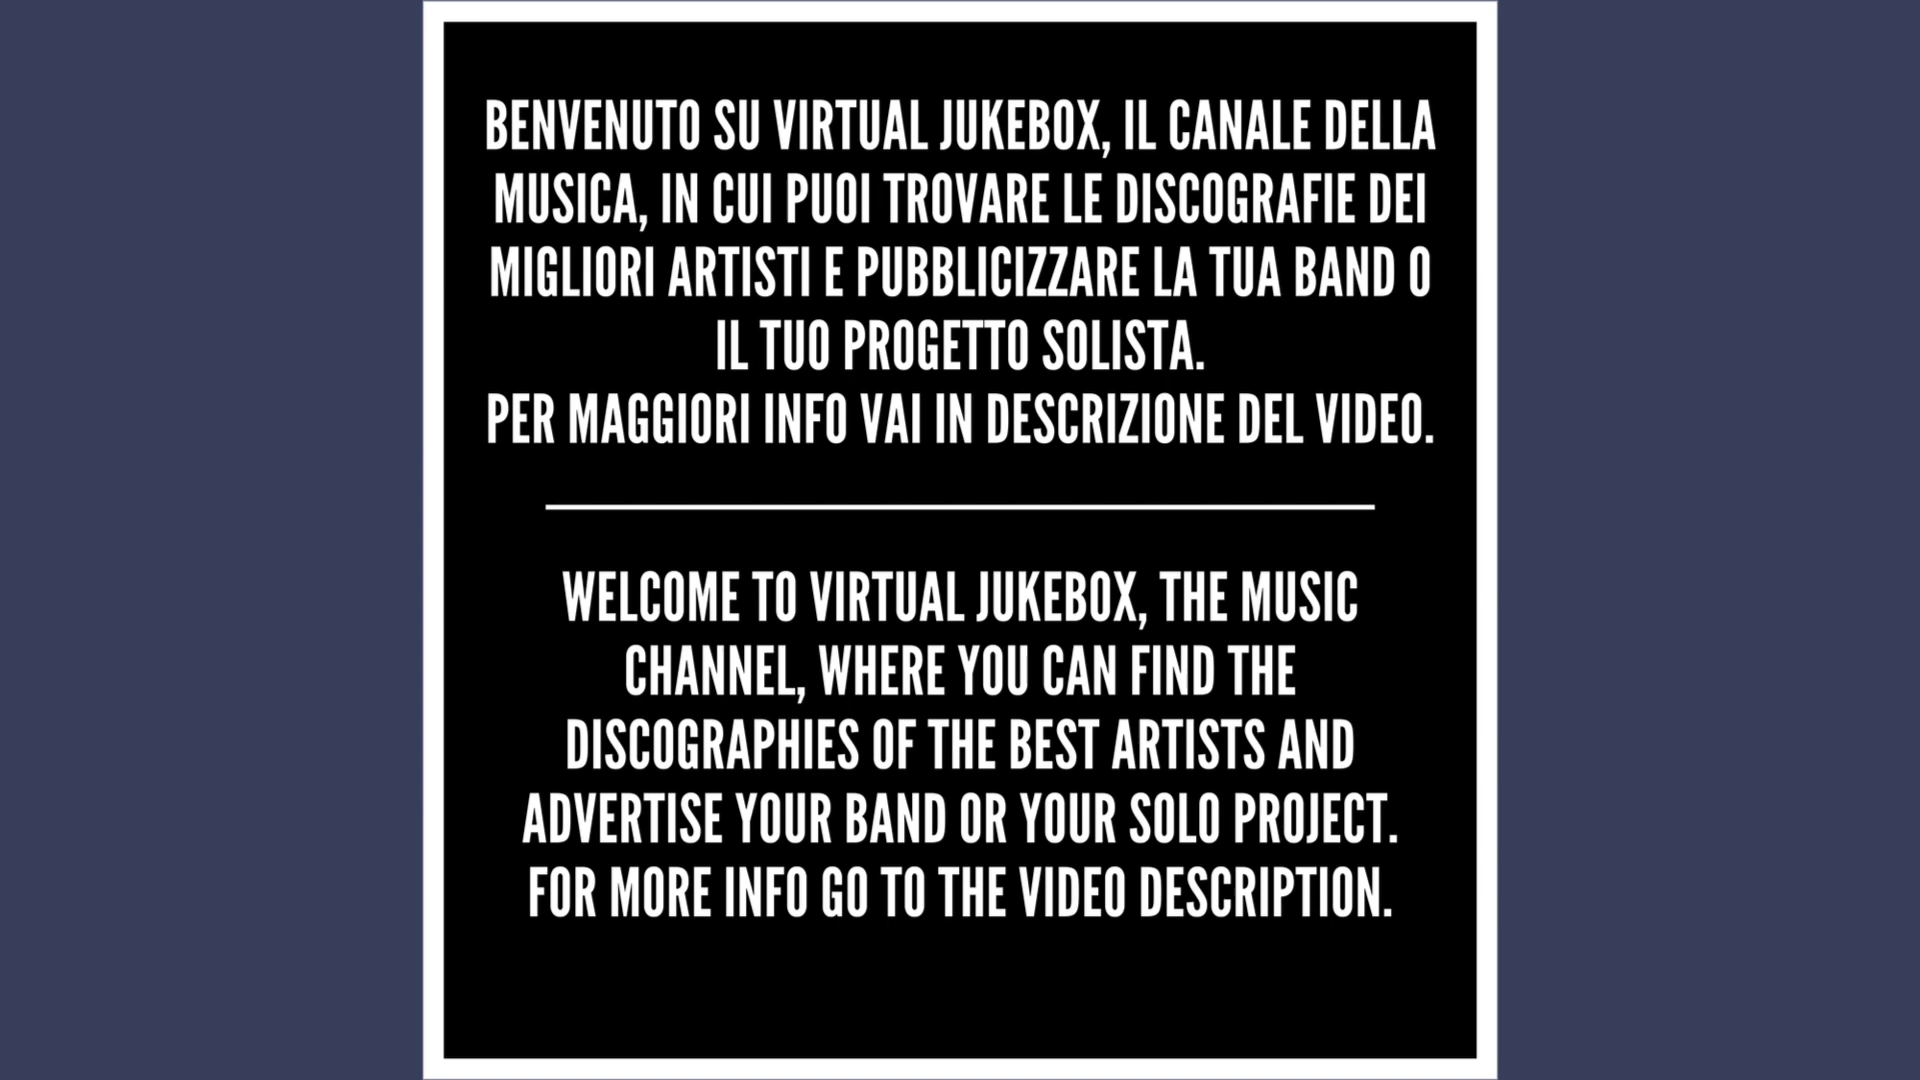 BENVENUTO SU VIRTUAL JUKEBOX, IL CANALE DELLA
MUSICA, IN CUI PUOI TROVARE LE DISCOGRAFIE DEI
MIGLIORI ARTISTI E PUBBLICIZZARE LA TUA BAND O
IL TUO PROGETTO SOLISTA.
PER MAGGIORI INFO VAI IN DESCRIZIONE DEL VIDEO.
WELCOME TO VIRTUAL JUKEBOX, THE MUSIC
CHANNEL, WHERE YOU CAN FIND THE
DISCOGRAPHIES OF THE BEST ARTISTS AND
ADVERTISE YOUR BAND OR YOUR SOLO PROJECT.
FOR MORE INFO GO TO THE VIDEO DESCRIPTION.